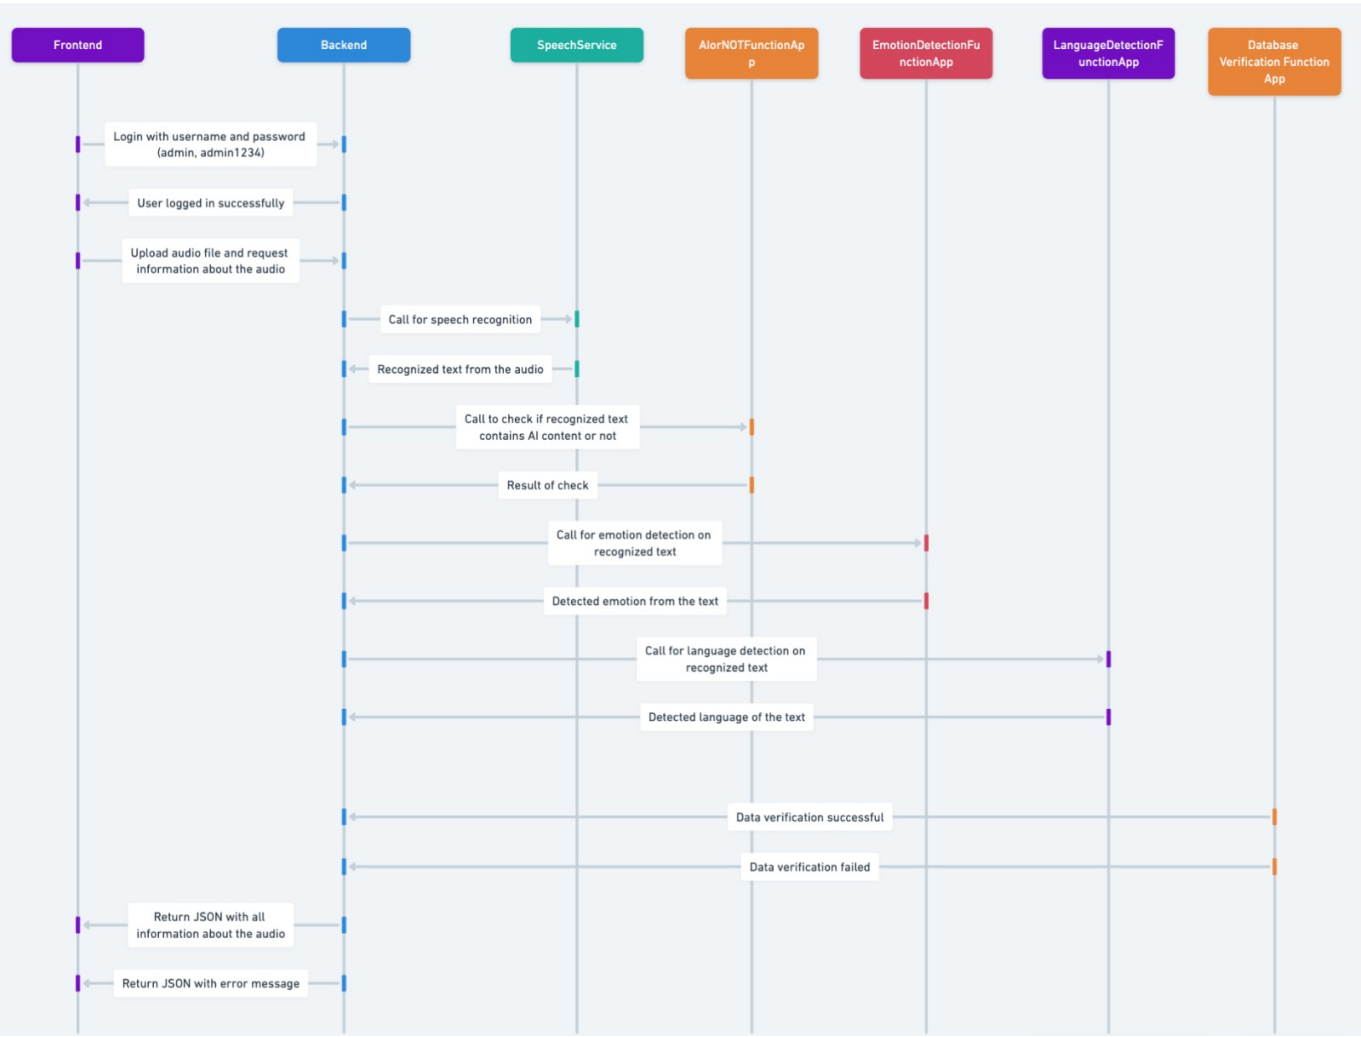 Frontend
Backend
SpeechService
AIorNOTFunctionAp
p
EmotionDetectionFu
nctionApp
LanguageDetectionF
unctionApp
Database
Verification Function
App
Login with username and password
(admin, admin1234)
User logged in successfully
Upload audio file and request
information about the audio
Call for speech recognition
Recognized text from the audio
Call to check if recognized text
contains AI content or not
Result of check
Call for emotion detection on
recognized text
Detected emotion from the text
Call for language detection on
recognized text
Detected language of the text
Data verification successful
Data verification failed
Return JSON with all
information about the audio
Return JSON with error message